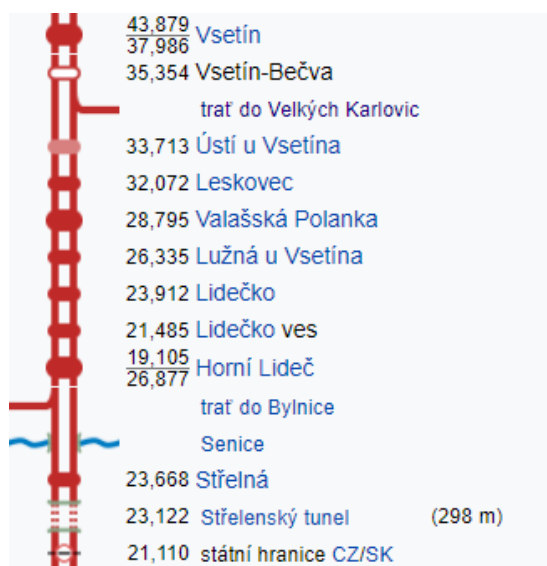 43,879
37,986 Vsetín
35,354 Vsetín-Bečva
trať do Velkých Karlovic
33,713 Ústí u Vsetína
32,072 Leskovec
28,795 Valašská Polanka
26,335 Lužná u Vsetína
23,912 Lidečko
21,485 Lidečko ves
19,105
26,877 Horní Lideč
trať do Bylnice
Senice
23,668 Střelná
23,122 Střelenský tunel (298 m)
21,110 státní hranice CZ/SK